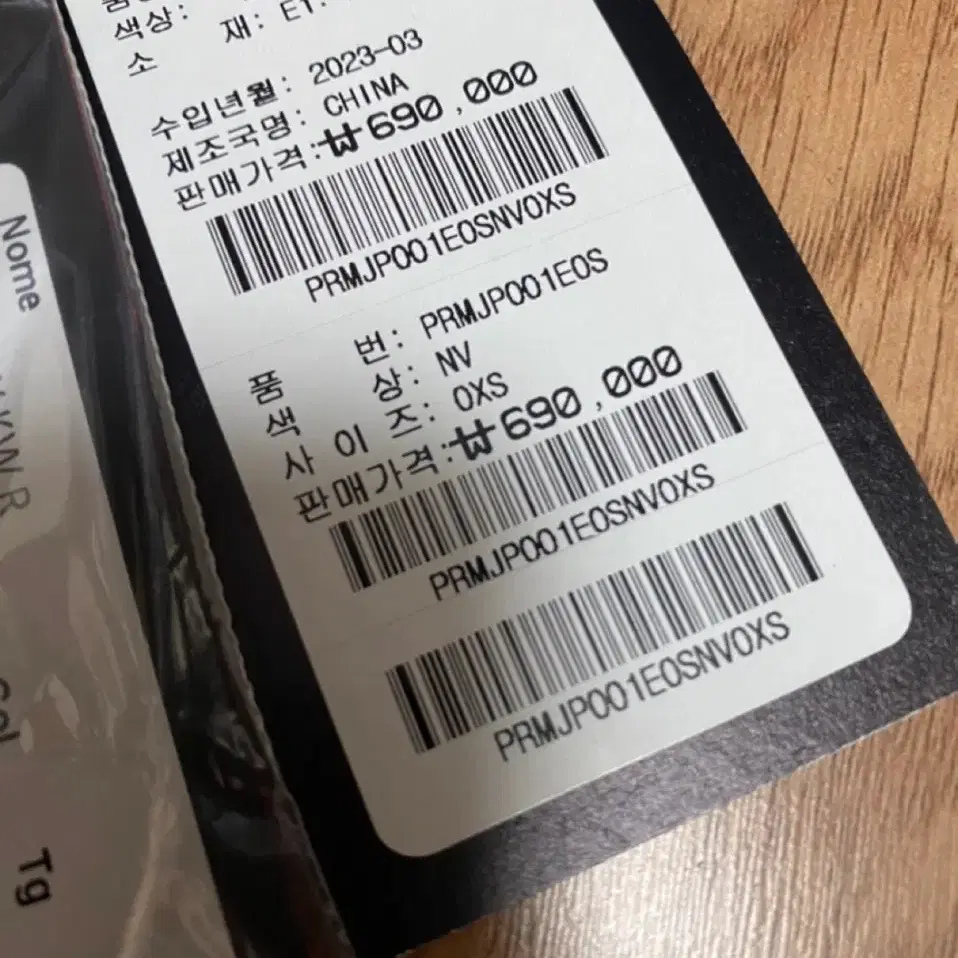 색상:
소 재: E1.
수입년월: 2023-03
제조국명: CHINA
판매가격:₩690,000
PRMJP001E0SNV0XS
품 번: PRMJP001E0S
색 상: NV
사 이 즈: 0XS
판매가격:₩690,000
PRMJP001E0SNV0XS
PRMJP001E0SNV0XS
Nome
Col
Tg